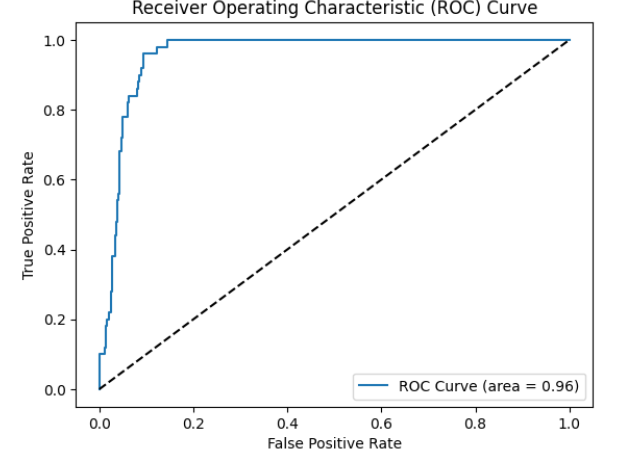 Receiver Operating Characteristic (ROC) Curve
1.0
0.8
0.6
0.4
0.2
0.0
True Positive Rate
ROC Curve (area = 0.96)
0.0 0.2 0.4 0.6 0.8 1.0
False Positive Rate